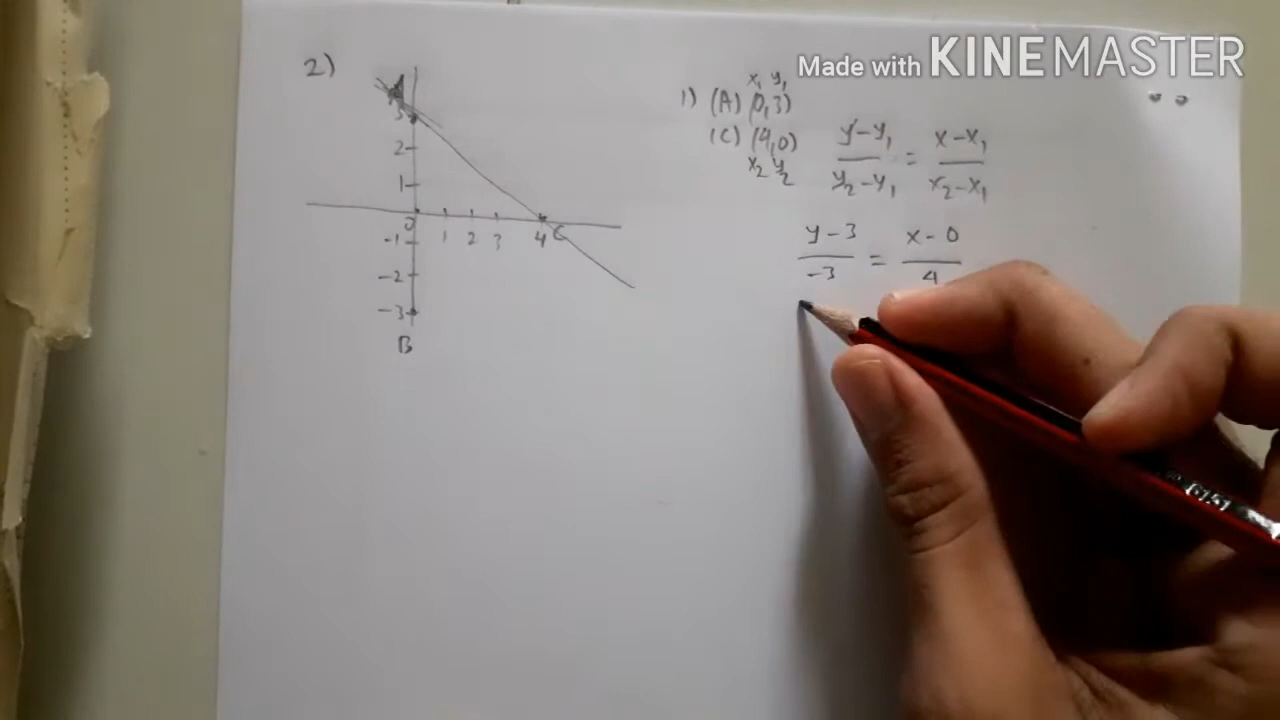 Made with KINEMASTER
2)
A
3
2
1
0
1 2 3 4 C
-1
-2
-3
B
x₁ y₁
1) (A) (0,3)
(C) (4,0)
x₂ y₂
y-y₁ / y₂-y₁ = x-x₁ / x₂-x₁
y-3 / -3 = x-0 / 4